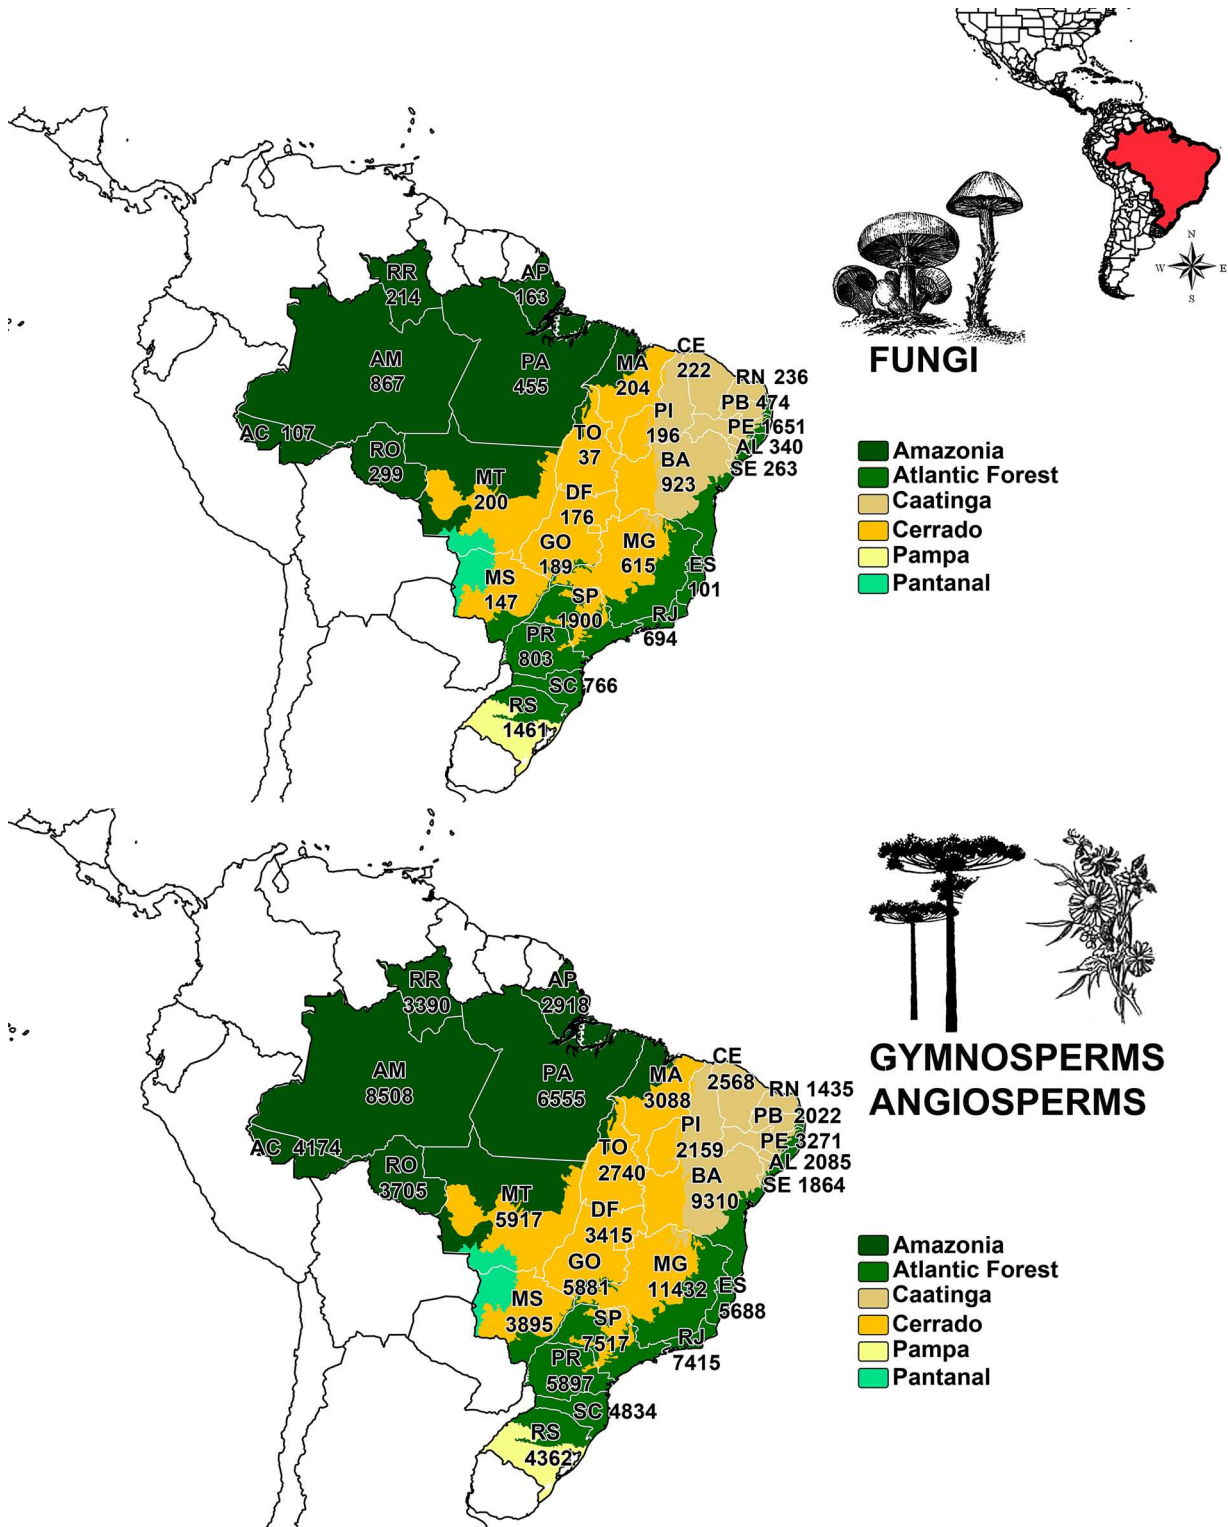 N
W E
S
FUNGI
RR
214
AP
163
AM
867
PA
455
MA
204
CE
222
RN 236
PB 474
PE 1651
AL 340
SE 263
PI
196
BA
923
TO
37
AC 107
RO
299
MT
200
DF
176
GO
189
MG
615
ES
101
MS
147
SP
1900
RJ
694
PR
803
SC 766
RS
1461
Amazonia
Atlantic Forest
Caatinga
Cerrado
Pampa
Pantanal
GYMNOSPERMS
ANGIOSPERMS
RR
3390
AP
2918
AM
8508
PA
6555
MA
3088
CE
2568
RN 1435
PB 2022
PE 3271
AL 2085
SE 1864
PI
2159
BA
9310
TO
2740
AC 4174
RO
3705
MT
5917
DF
3415
GO
5881
MG
11432
ES
5688
MS
3895
SP
7517
RJ
7415
PR
5897
SC 4834
RS
4362
Amazonia
Atlantic Forest
Caatinga
Cerrado
Pampa
Pantanal